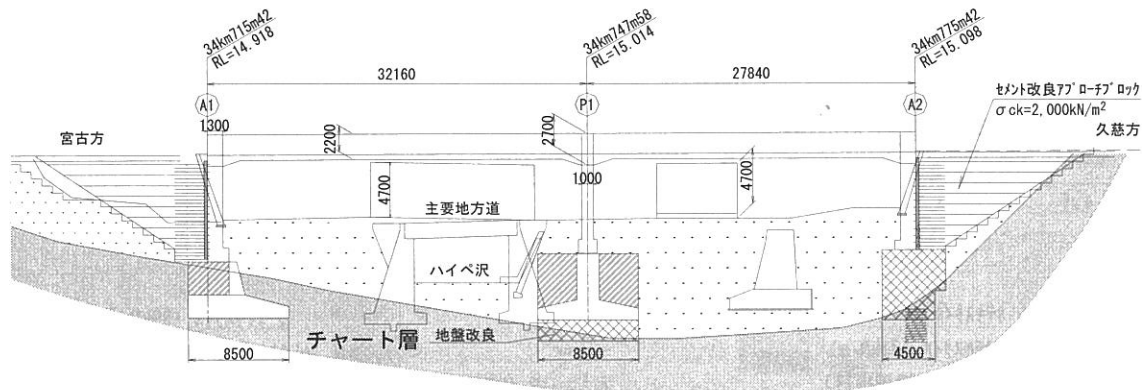 34km715m42
RL=14.918
34km747m58
RL=15.014
34km775m42
RL=15.098
32160
27840
A1
P1
A2
セメント改良アプローチブロック
σck=2,000kN/m²
宮古方
久慈方
1300
2200
2700
1000
4700
4700
主要地方道
ハイペ沢
チャート層
地盤改良
8500
8500
4500